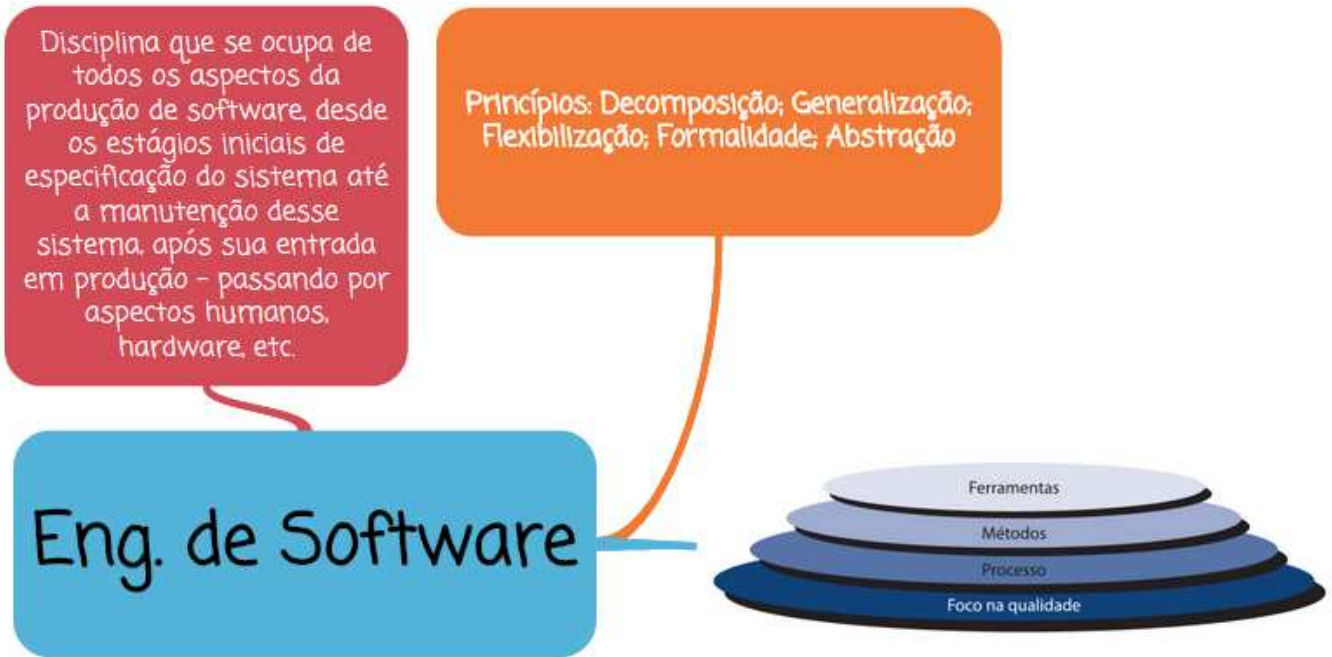 Disciplina que se ocupa de
todos os aspectos da
produção de software, desde
os estágios iniciais de
especificação do sistema até
a manutenção desse
sistema, após sua entrada
em produção - passando por
aspectos humanos,
hardware, etc.
Princípios: Decomposição; Generalização;
Flexibilização; Formalidade; Abstração
Eng. de Software
Ferramentas
Métodos
Processo
Foco na qualidade